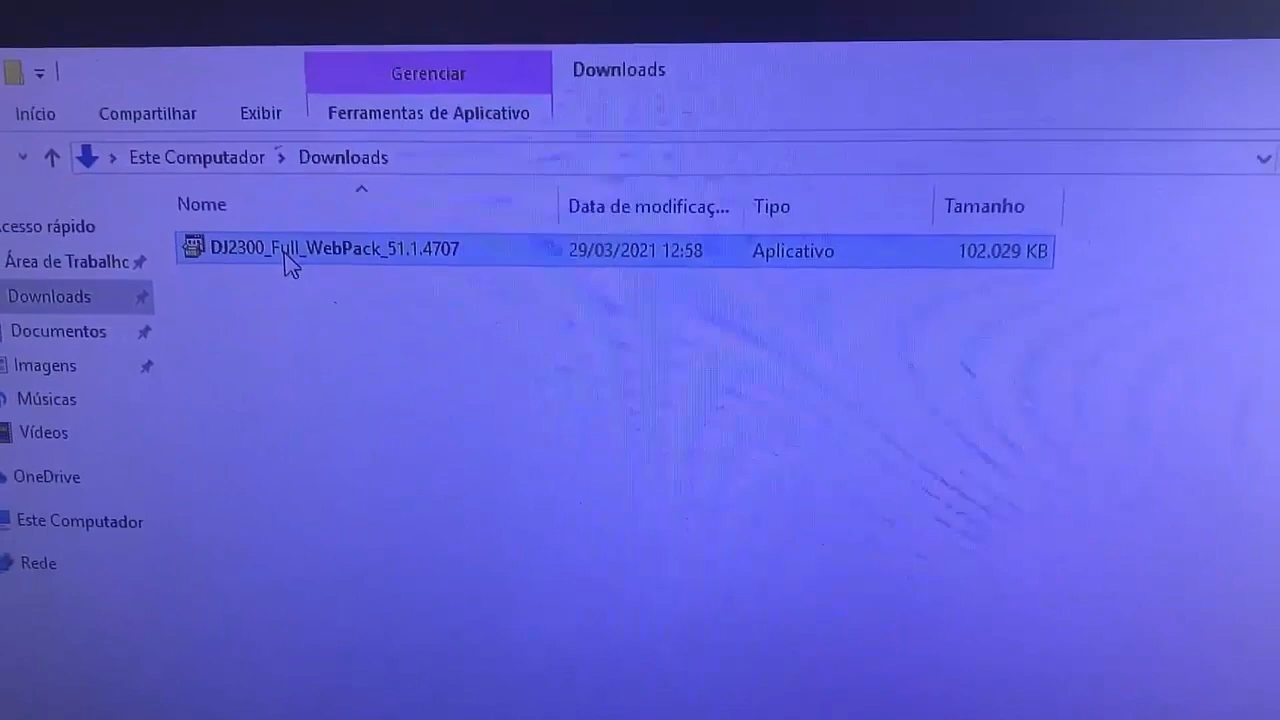 Gerenciar
Downloads
Início
Compartilhar
Exibir
Ferramentas de Aplicativo
Este Computador
Downloads
Nome
Data de modificaç...
Tipo
Tamanho
DJ2300_Full_WebPack_51.1.4707
29/03/2021 12:58
Aplicativo
102.029 KB
cesso rápido
Área de Trabalhc
Downloads
Documentos
Imagens
Músicas
Vídeos
OneDrive
Este Computador
Rede